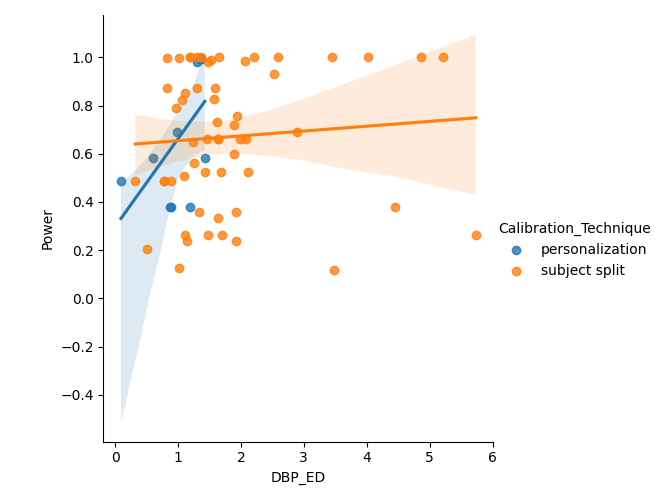 1.0
0.8
0.6
0.4
0.2
0.0
−0.2
−0.4
Power
0 1 2 3 4 5 6
DBP_ED
Calibration_Technique
personalization
subject split